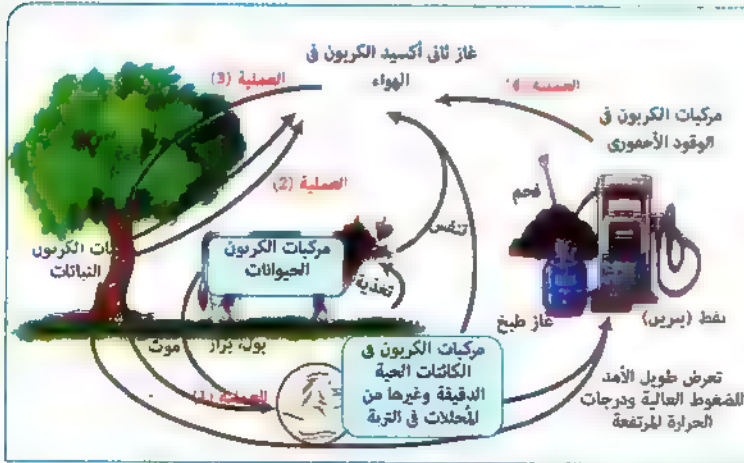 غاز ثانى أكسيد الكربون فى
الهواء
العملية (3)
مركبات الكربون فى
الوقود الأحفورى
العملية (2)
فحم
تنفس
الكربون
النباتات
مركبات الكربون
الحيوانات
تغذية
غاز طبخ
نفط (بنزين)
بول، براز
موت
مركبات الكربون فى
الكائنات الحية
الدقيقة وغيرها من
المحللات فى التربة
العملية (1)
تعرض طويل الأمد
للضغوط العالية ودرجات
الحرارة المرتفعة